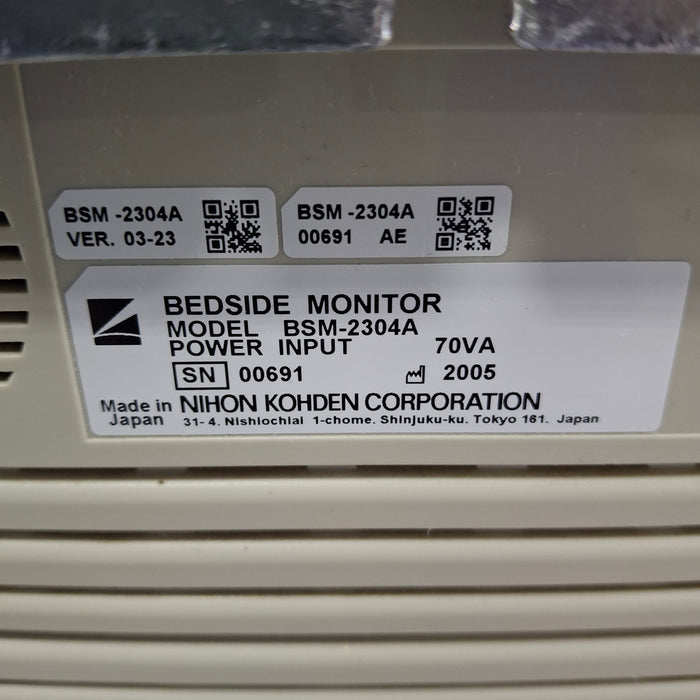 BSM -2304A
VER. 03-23
BSM -2304A
00691 AE
BEDSIDE MONITOR
MODEL BSM-2304A
POWER INPUT 70VA
SN 00691 2005
Made in Japan NIHON KOHDEN CORPORATION
31-4. Nishiochiai 1-chome. Shinjuku-ku. Tokyo 161. Japan